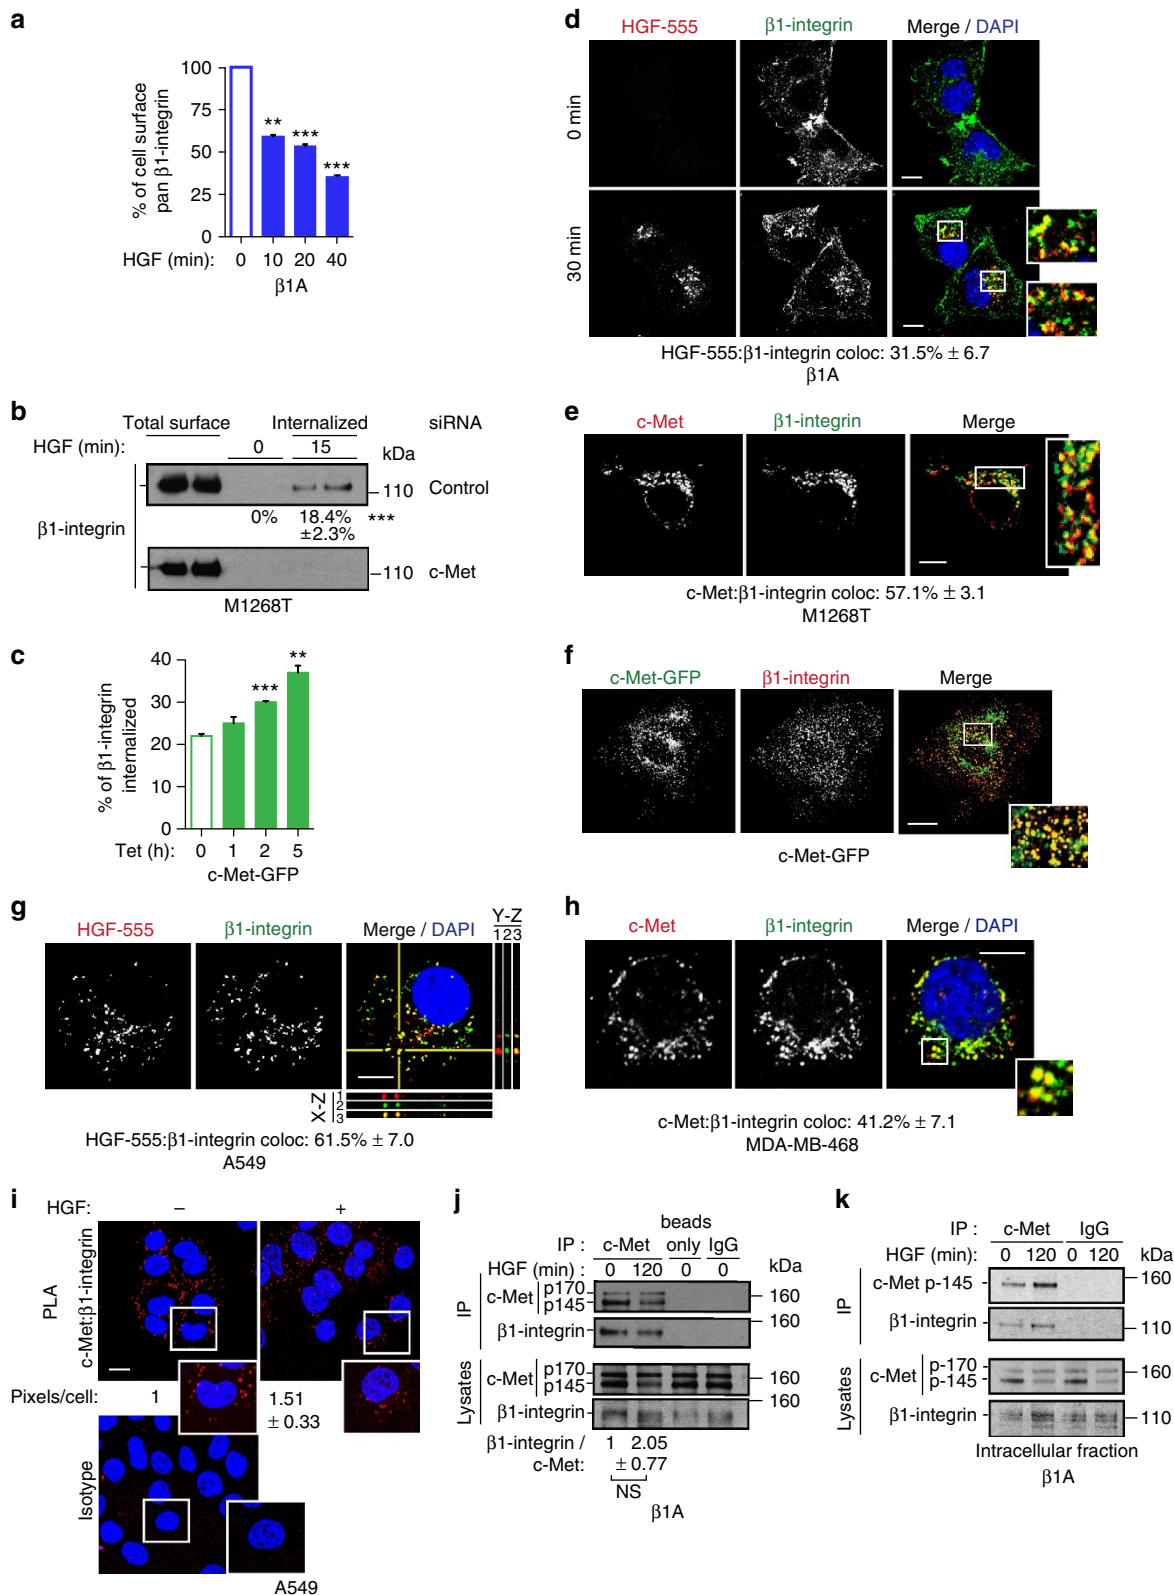 a
100
75
50
25
0
% of cell surface
pan β1-integrin
**
***
***
HGF (min): 0 10 20 40
β1A
b
Total surface Internalized siRNA
HGF (min): 0 15 kDa
β1-integrin
110 Control
0% 18.4% ***
±2.3%
110 c-Met
M1268T
c
40
30
20
10
0
% of β1-integrin
internalized
***
**
Tet (h): 0 1 2 5
c-Met-GFP
d
HGF-555 β1-integrin Merge / DAPI
0 min
30 min
HGF-555:β1-integrin coloc: 31.5% ± 6.7
β1A
e
c-Met β1-integrin Merge
c-Met:β1-integrin coloc: 57.1% ± 3.1
M1268T
f
c-Met-GFP β1-integrin Merge
c-Met-GFP
g
HGF-555 β1-integrin Merge / DAPI
Y-Z
1 2 3
X-Z
1
2
3
HGF-555:β1-integrin coloc: 61.5% ± 7.0
A549
h
c-Met β1-integrin Merge / DAPI
c-Met:β1-integrin coloc: 41.2% ± 7.1
MDA-MB-468
i
HGF: – +
PLA
c-Met:β1-integrin
Pixels/cell: 1 1.51
± 0.33
Isotype
A549
j
beads
IP : c-Met only IgG
HGF (min): 0 120 0 0 kDa
IP
c-Met p170
p145
160
β1-integrin
160
Lysates
c-Met p170
p145
160
β1-integrin
160
β1-integrin / 1 2.05
c-Met: ± 0.77
NS
β1A
k
IP : c-Met IgG
HGF (min): 0 120 0 120 kDa
IP
c-Met p-145
160
β1-integrin
110
Lysates
c-Met p-170
p-145
160
β1-integrin
110
Intracellular fraction
β1A